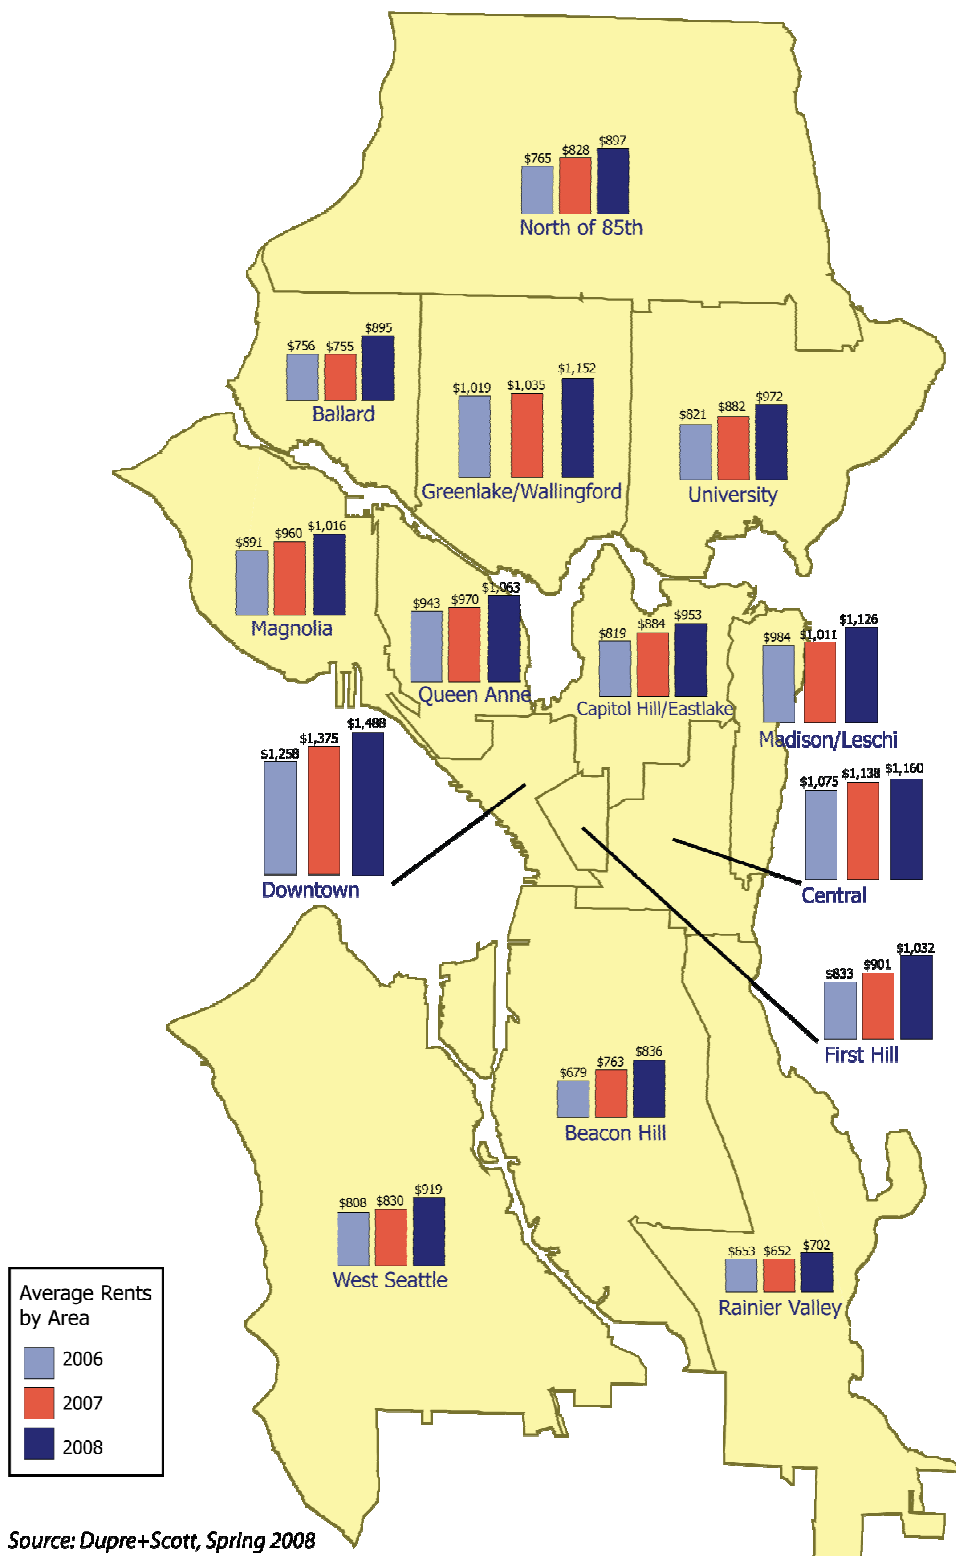 $765 $828 $897
North of 85th
$756 $755 $895
Ballard
$1,019 $1,035 $1,152
Greenlake/Wallingford
$821 $882 $972
University
$891 $960 $1,016
Magnolia
$943 $970 $1,063
Queen Anne
$819 $884 $953
Capitol Hill/Eastlake
$984 $1,011 $1,126
Madison/Leschi
$1,258 $1,375 $1,488
Downtown
$1,075 $1,138 $1,160
Central
$833 $901 $1,032
First Hill
$679 $763 $836
Beacon Hill
$808 $830 $919
West Seattle
$653 $652 $702
Rainier Valley
Average Rents
by Area
2006
2007
2008
Source: Dupre+Scott, Spring 2008